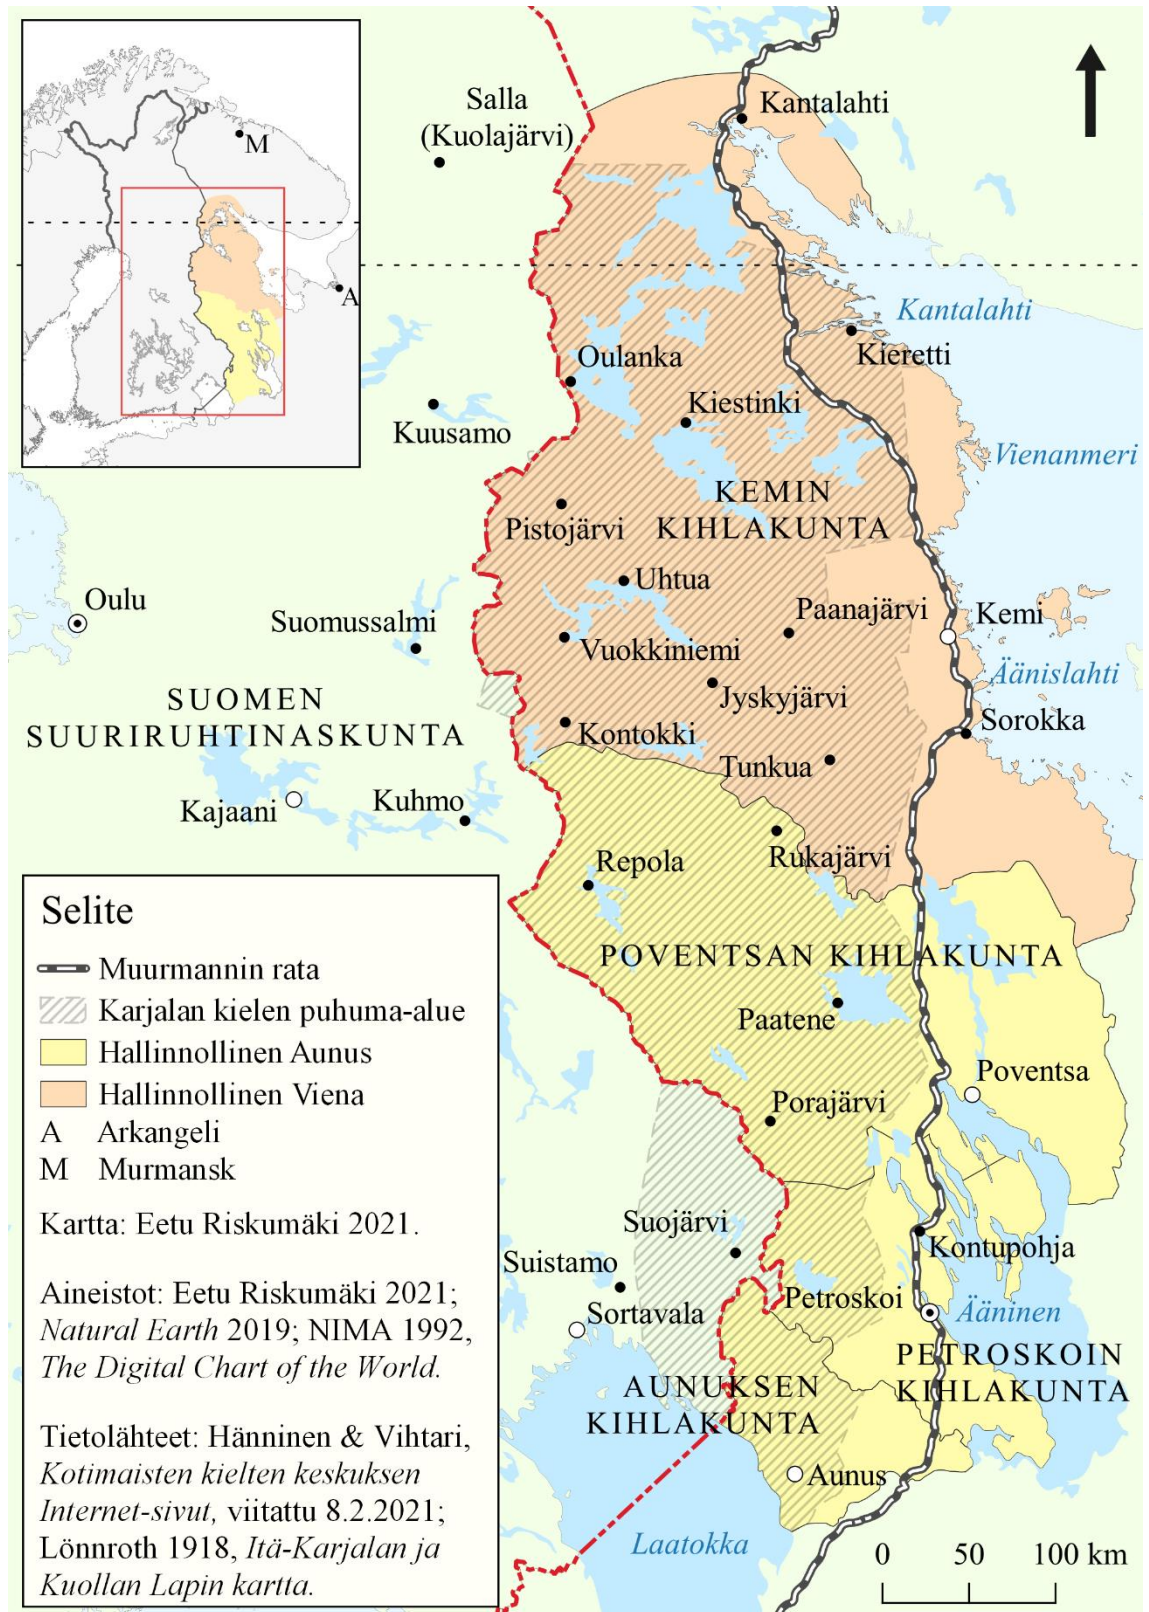 M
A
Salla
(Kuolajärvi)
Kantalahti
Kantalahti
Kieretti
Oulanka
Kiestinki
Kuusamo
Vienanmeri
KEMIN
KIHLAKUNTA
Pistojärvi
Uhtua
Oulu
Suomussalmi
Paanajärvi
Kemi
Vuokkiniemi
Äänislahti
Jyskyjärvi
SUOMEN
SUURIRUHTINASKUNTA
Kontokki
Sorokka
Tunkua
Kajaani
Kuhmo
Repola
Rukajärvi
POVENTSAN KIHLAKUNTA
Paatene
Poventsa
Porajärvi
Suojärvi
Kontupohja
Suistamo
Petroskoi
Ääninen
Sortavala
PETROSKOIN
KIHLAKUNTA
AUNUKSEN
KIHLAKUNTA
Aunus
Laatokka
0 50 100 km
Selite
Muurmannin rata
Karjalan kielen puhuma-alue
Hallinnollinen Aunus
Hallinnollinen Viena
A Arkangeli
M Murmansk
Kartta: Eetu Riskumäki 2021.
Aineistot: Eetu Riskumäki 2021;
Natural Earth 2019; NIMA 1992,
The Digital Chart of the World.
Tietolähteet: Hänninen & Vihtari,
Kotimaisten kielten keskuksen
Internet-sivut, viitattu 8.2.2021;
Lönnroth 1918, Itä-Karjalan ja
Kuollan Lapin kartta.